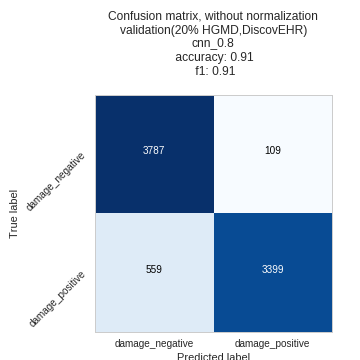 Confusion matrix, without normalization
validation(20% HGMD,DiscovEHR)
cnn_0.8
accuracy: 0.91
f1: 0.91
True label
damage_negative
3787
109
damage_positive
559
3399
damage_negative
damage_positive
Predicted label